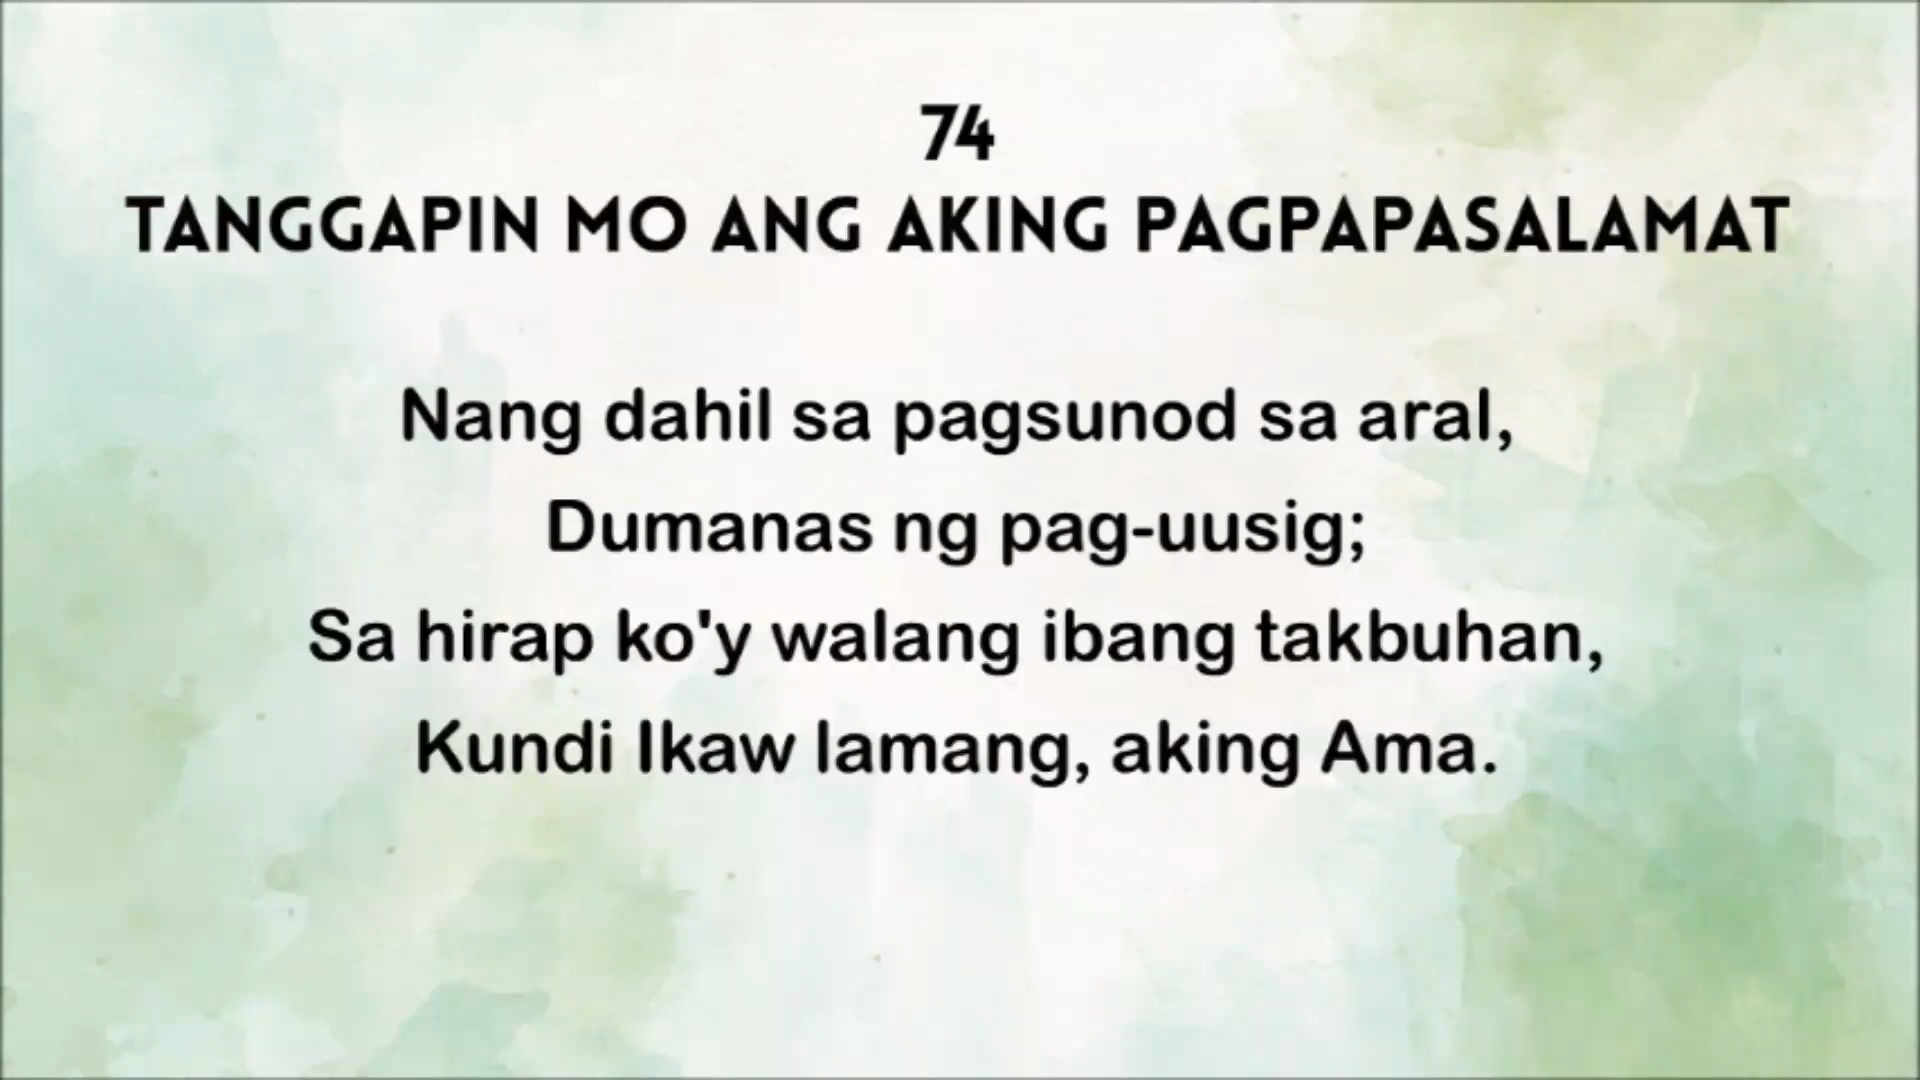 74
TANGGAPIN MO ANG AKING PAGPAPASALAMAT
Nang dahil sa pagsunod sa aral,
Dumanas ng pag-uusig;
Sa hirap ko'y walang ibang takbuhan,
Kundi Ikaw lamang, aking Ama.